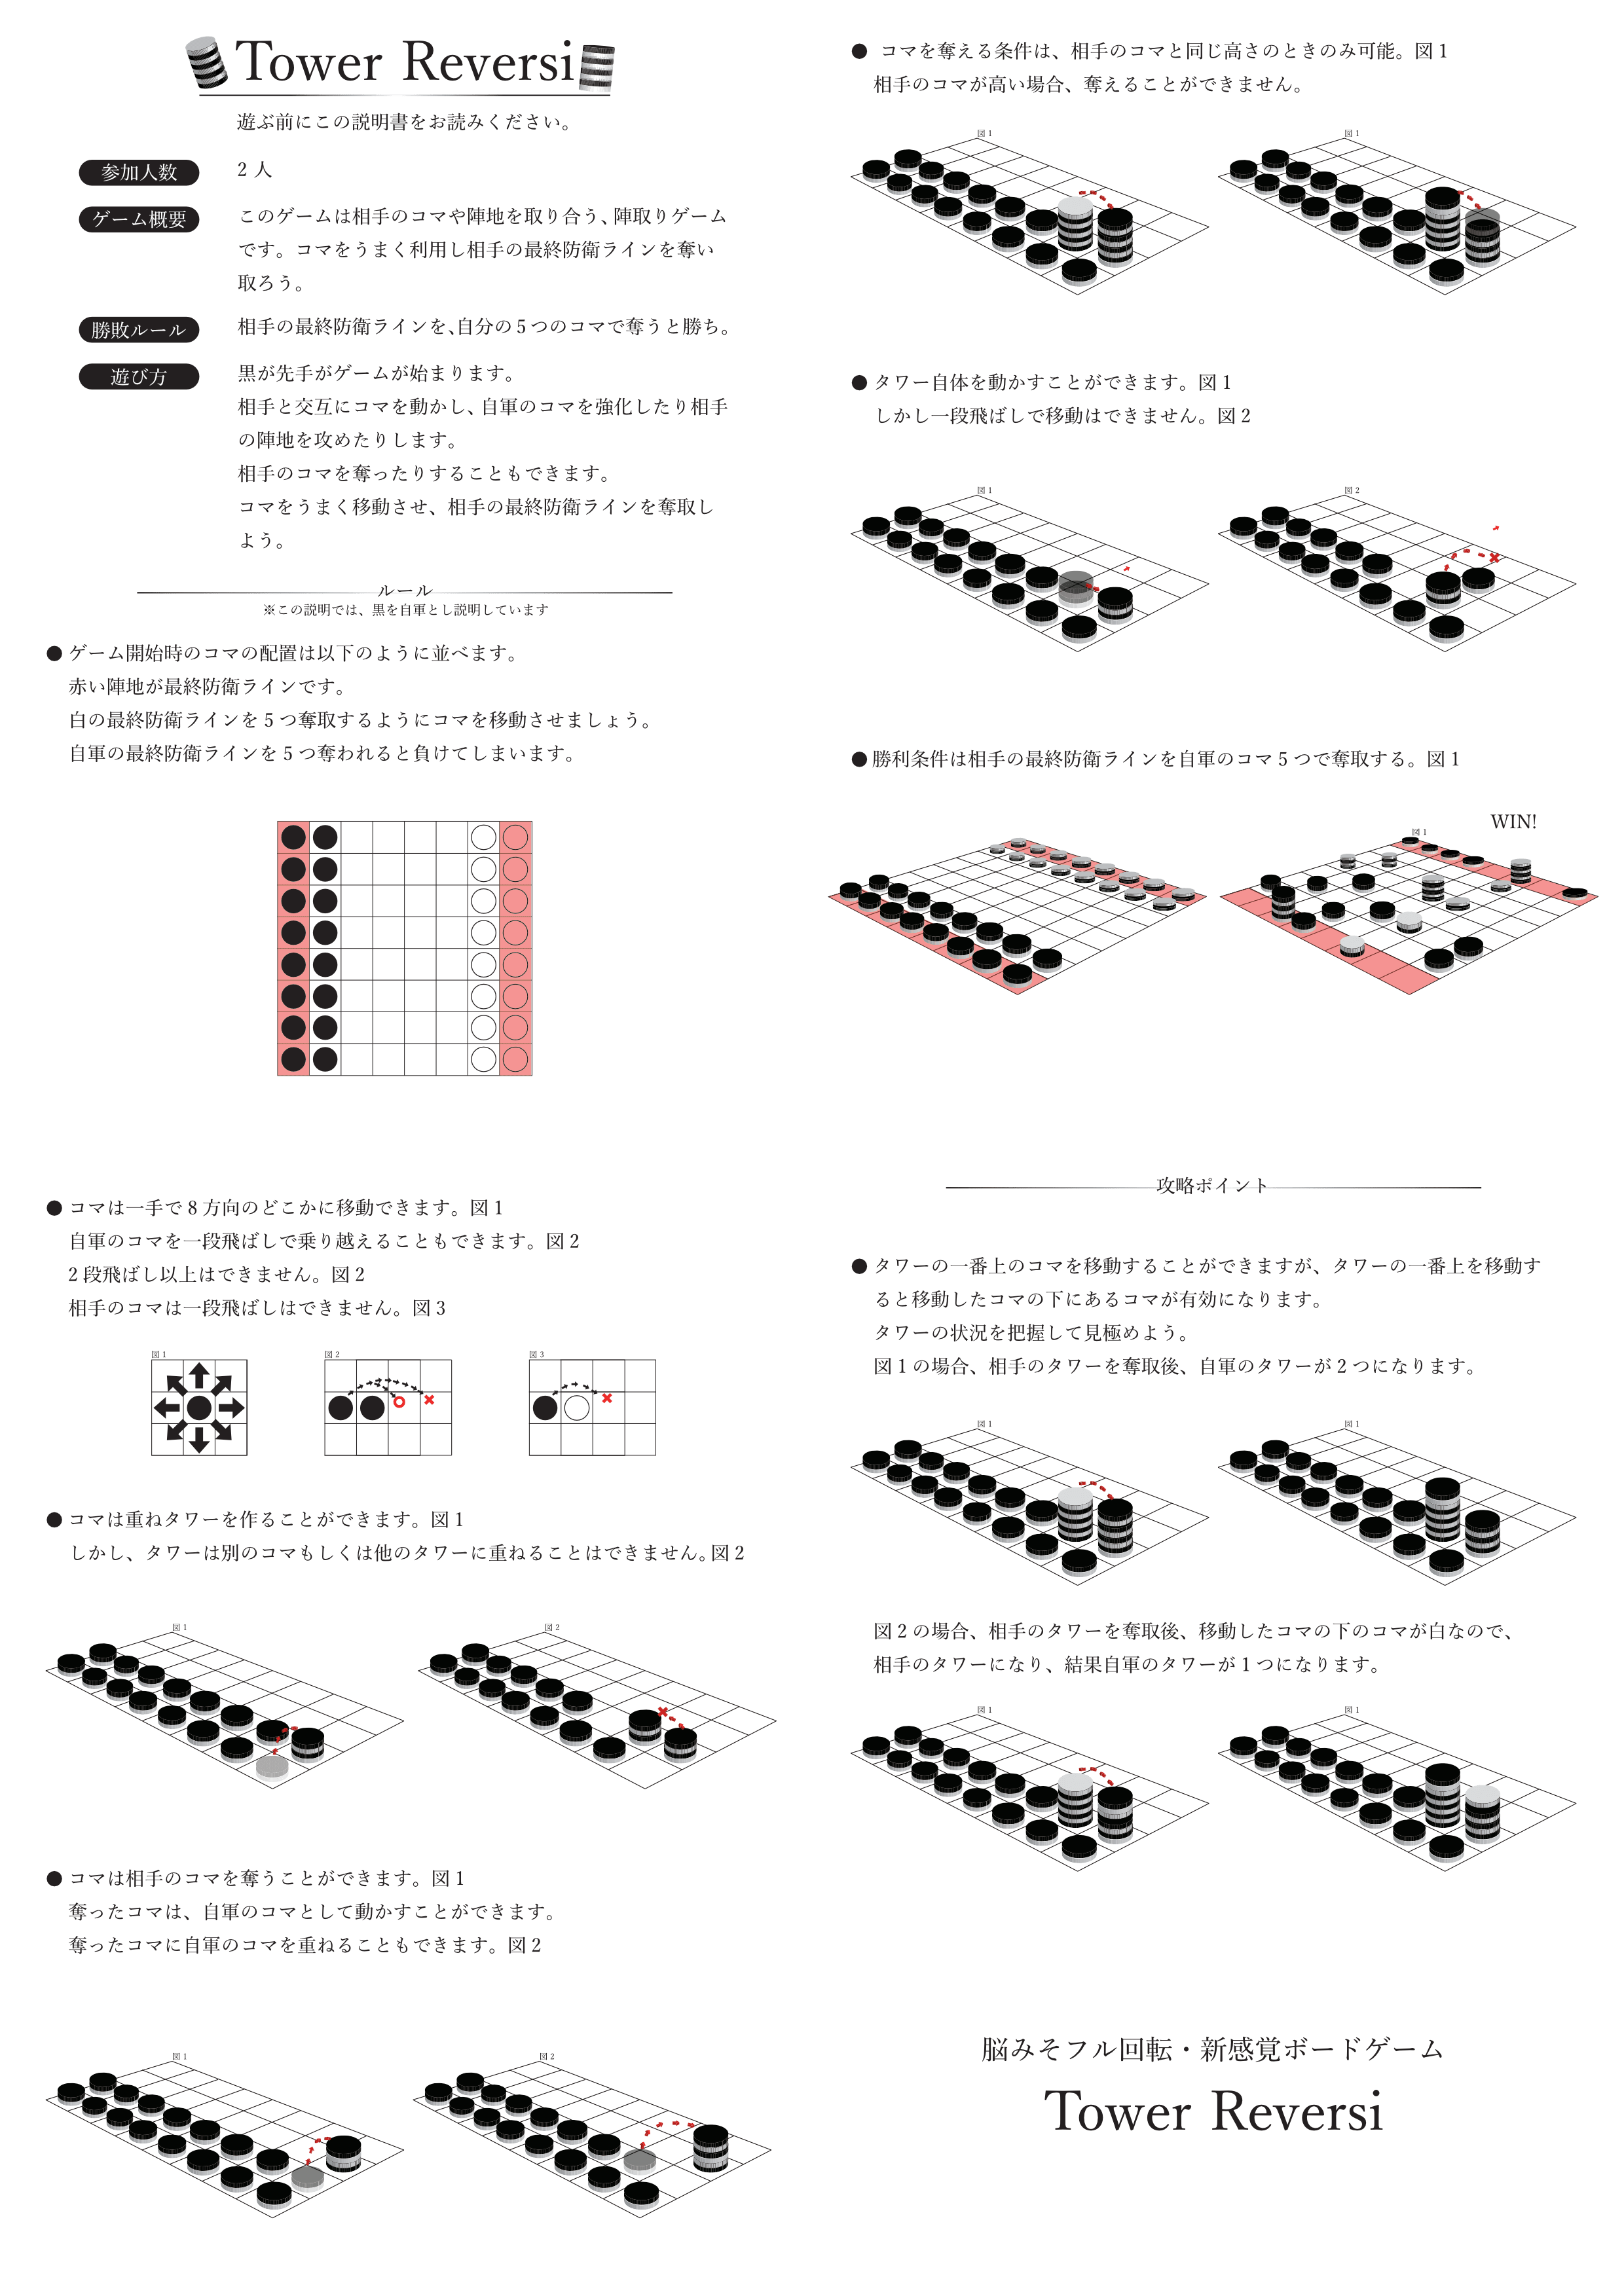 Tower Reversi
遊ぶ前にこの説明書をお読みください。
参加人数
2 人
ゲーム概要
このゲームは相手のコマや陣地を取り合う、陣取りゲーム
です。コマをうまく利用し相手の最終防衛ラインを奪い
取ろう。
勝敗ルール
相手の最終防衛ラインを、自分の5つのコマで奪うと勝ち。
遊び方
黒が先手がゲームが始まります。
相手と交互にコマを動かし、自軍のコマを強化したり相手
の陣地を攻めたりします。
相手のコマを奪ったりすることもできます。
コマをうまく移動させ、相手の最終防衛ラインを奪取し
よう。
ルール
※この説明では、黒を自軍とし説明しています
● ゲーム開始時のコマの配置は以下のように並べます。
赤い陣地が最終防衛ラインです。
白の最終防衛ラインを5つ奪取するようにコマを移動させましょう。
自軍の最終防衛ラインを5つ奪われると負けてしまいます。
● コマは一手で8方向のどこかに移動できます。図1
自軍のコマを一段飛ばしで乗り越えることもできます。図2
2段飛ばし以上はできません。図2
相手のコマは一段飛ばしはできません。図3
図1
図2
図3
● コマは重ねタワーを作ることができます。図1
しかし、タワーは別のコマもしくは他のタワーに重ねることはできません。図2
図1
図2
● コマは相手のコマを奪うことができます。図1
奪ったコマは、自軍のコマとして動かすことができます。
奪ったコマに自軍のコマを重ねることもできます。図2
図1
図2
● コマを奪える条件は、相手のコマと同じ高さのときのみ可能。図1
相手のコマが高い場合、奪えることができません。
図1
図1
● タワー自体を動かすことができます。図1
しかし一段飛ばしで移動はできません。図2
図1
図2
● 勝利条件は相手の最終防衛ラインを自軍のコマ5つで奪取する。図1
図1
WIN!
攻略ポイント
● タワーの一番上のコマを移動することができますが、タワーの一番上を移動す
ると移動したコマの下にあるコマが有効になります。
タワーの状況を把握して見極めよう。
図1の場合、相手のタワーを奪取後、自軍のタワーが2つになります。
図1
図1
図2の場合、相手のタワーを奪取後、移動したコマの下のコマが白なので、
相手のタワーになり、結果自軍のタワーが1つになります。
図1
図1
脳みそフル回転・新感覚ボードゲーム
Tower Reversi